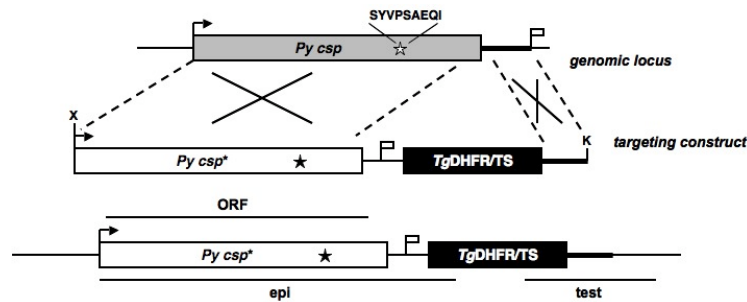 SYVPSAEQI
Py csp
genomic locus
X
K
targeting construct
Py csp*
TgDHFR/TS
ORF
Py csp*
TgDHFR/TS
epi
test